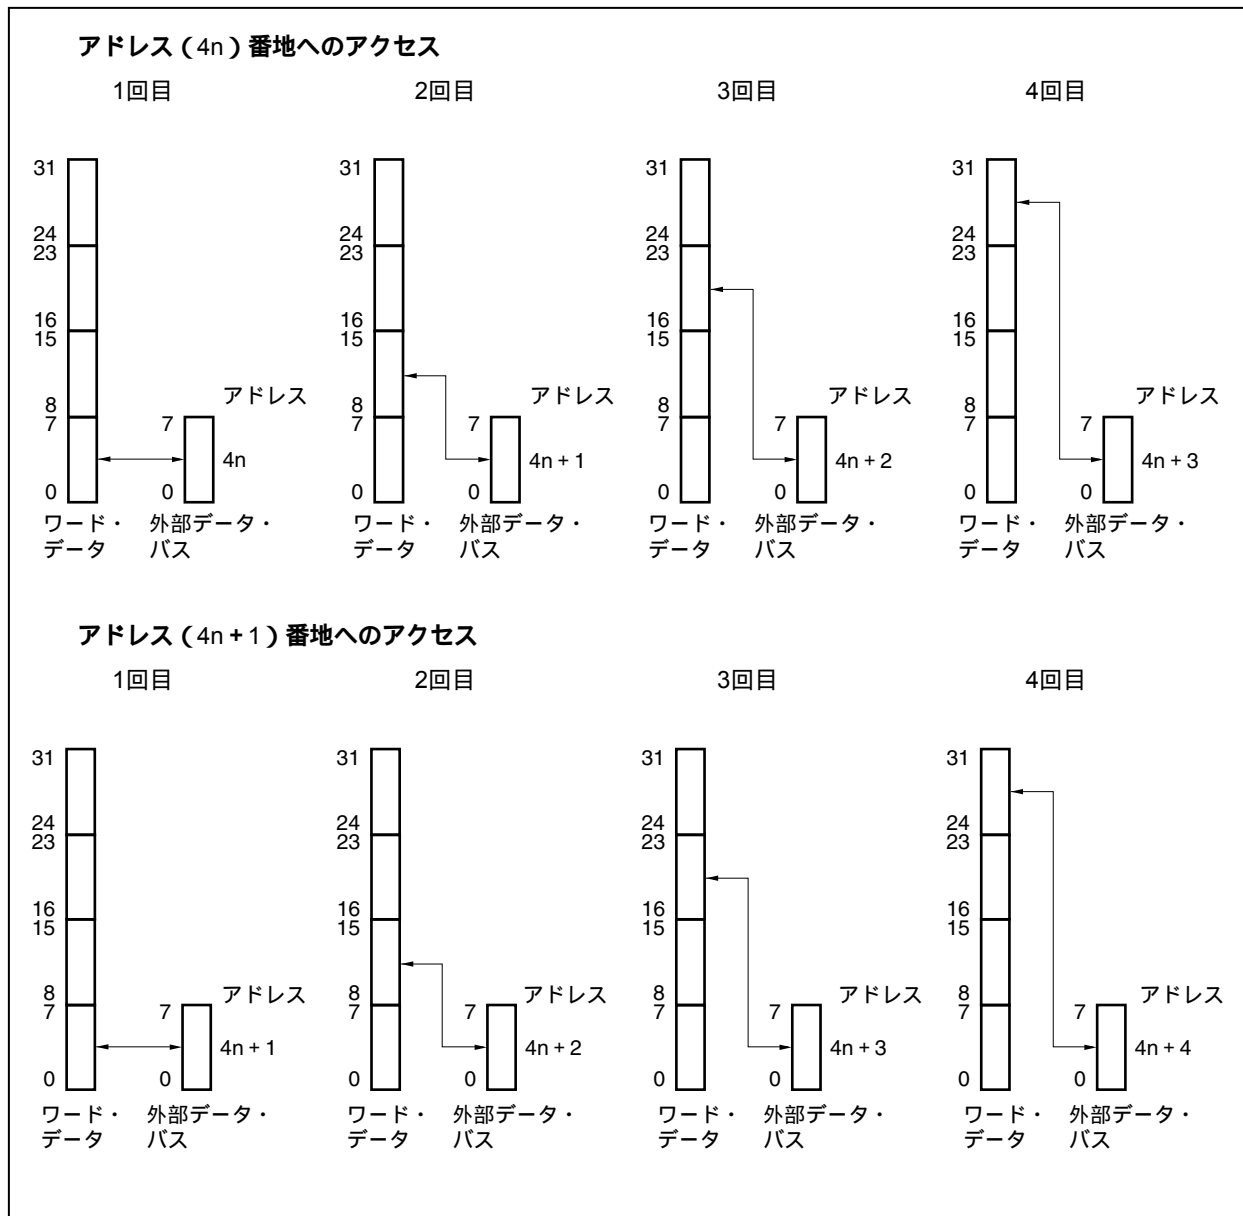 アドレス（4n）番地へのアクセス
1回目 2回目 3回目 4回目
31 31 31 31
24 24 24 24
23 23 23 23
16 16 16 16
15 15 15 15
アドレス アドレス アドレス アドレス
8 8 8 8
7 7 7 7 7 7 7 7
4n 4n + 1 4n + 2 4n + 3
0 0 0 0 0 0 0 0
ワード・ 外部データ・ ワード・ 外部データ・ ワード・ 外部データ・ ワード・ 外部データ・
データ バス データ バス データ バス データ バス
アドレス（4n + 1）番地へのアクセス
1回目 2回目 3回目 4回目
31 31 31 31
24 24 24 24
23 23 23 23
16 16 16 16
15 15 15 15
アドレス アドレス アドレス アドレス
8 8 8 8
7 7 7 7 7 7 7 7
4n + 1 4n + 2 4n + 3 4n + 4
0 0 0 0 0 0 0 0
ワード・ 外部データ・ ワード・ 外部データ・ ワード・ 外部データ・ ワード・ 外部データ・
データ バス データ バス データ バス データ バス